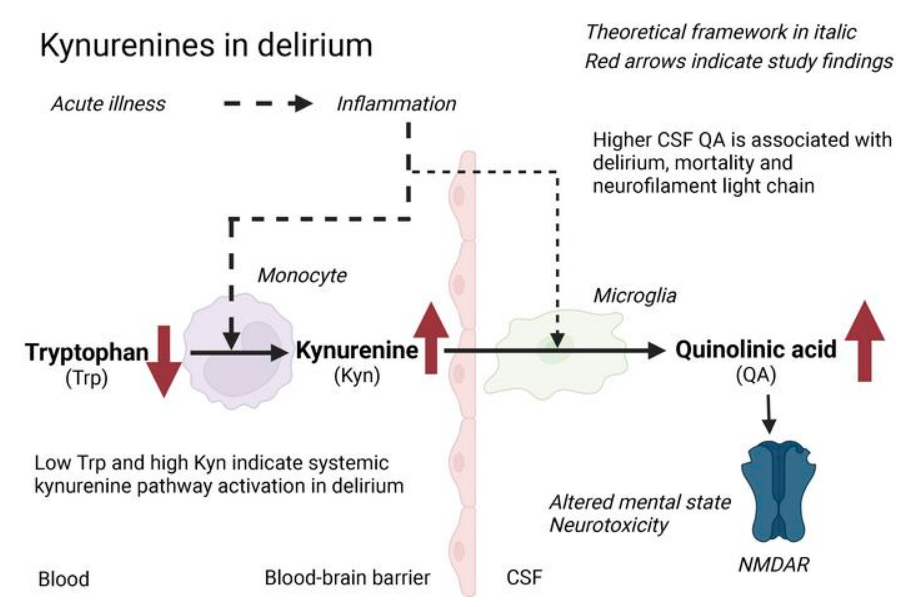 Kynurenines in delirium
Theoretical framework in italic
Red arrows indicate study findings
Acute illness
Inflammation
Higher CSF QA is associated with
delirium, mortality and
neurofilament light chain
Monocyte
Microglia
Tryptophan
(Trp)
Kynurenine
(Kyn)
Quinolinic acid
(QA)
Low Trp and high Kyn indicate systemic
kynurenine pathway activation in delirium
Altered mental state
Neurotoxicity
NMDAR
Blood
Blood-brain barrier
CSF